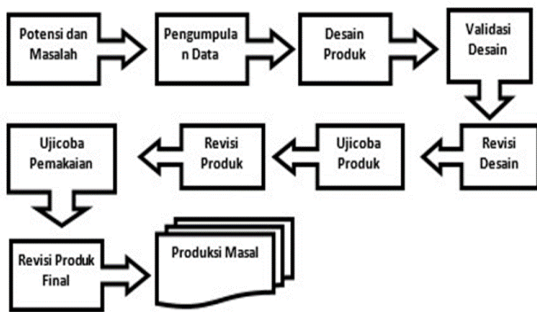 Potensi dan
Masalah
Pengumpula
n Data
Desain
Produk
Validasi
Desain
Revisi
Desain
Ujicoba
Produk
Revisi
Produk
Ujicoba
Pemakaian
Revisi Produk
Final
Produksi Masal